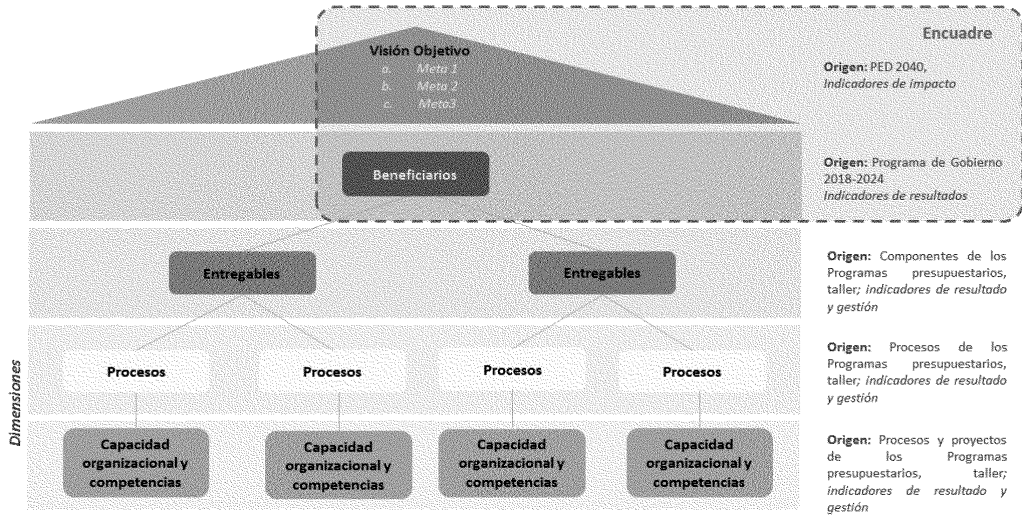 Encuadre
Visión Objetivo
a. Meta 1
b. Meta 2
c. Meta3
Origen: PED 2040,
Indicadores de impacto
Beneficiarios
Origen: Programa de Gobierno
2018-2024
Indicadores de resultados
Entregables
Entregables
Origen: Componentes de los
Programas presupuestarios,
taller; indicadores de resultado
y gestión
Dimensiones
Procesos
Procesos
Procesos
Procesos
Origen: Procesos de los
Programas presupuestarios,
taller; indicadores de resultado
y gestión
Capacidad
organizacional y
competencias
Capacidad
organizacional y
competencias
Capacidad
organizacional y
competencias
Capacidad
organizacional y
competencias
Origen: Procesos y proyectos
de los Programas
presupuestarios, taller;
indicadores de resultado y
gestión